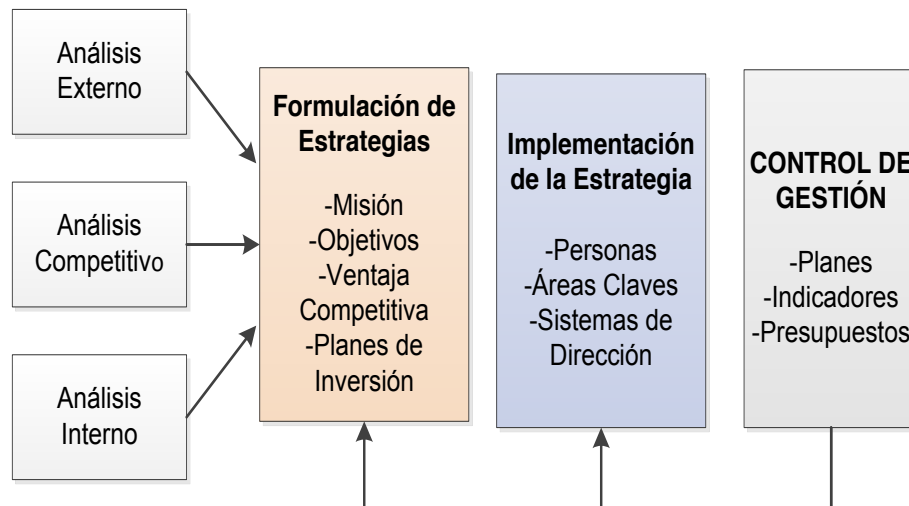 Análisis
Externo
Análisis
Competitivo
Análisis
Interno
Formulación de
Estrategias
-Misión
-Objetivos
-Ventaja
Competitiva
-Planes de
Inversión
Implementación
de la Estrategia
-Personas
-Áreas Claves
-Sistemas de
Dirección
CONTROL DE
GESTIÓN
-Planes
-Indicadores
-Presupuestos